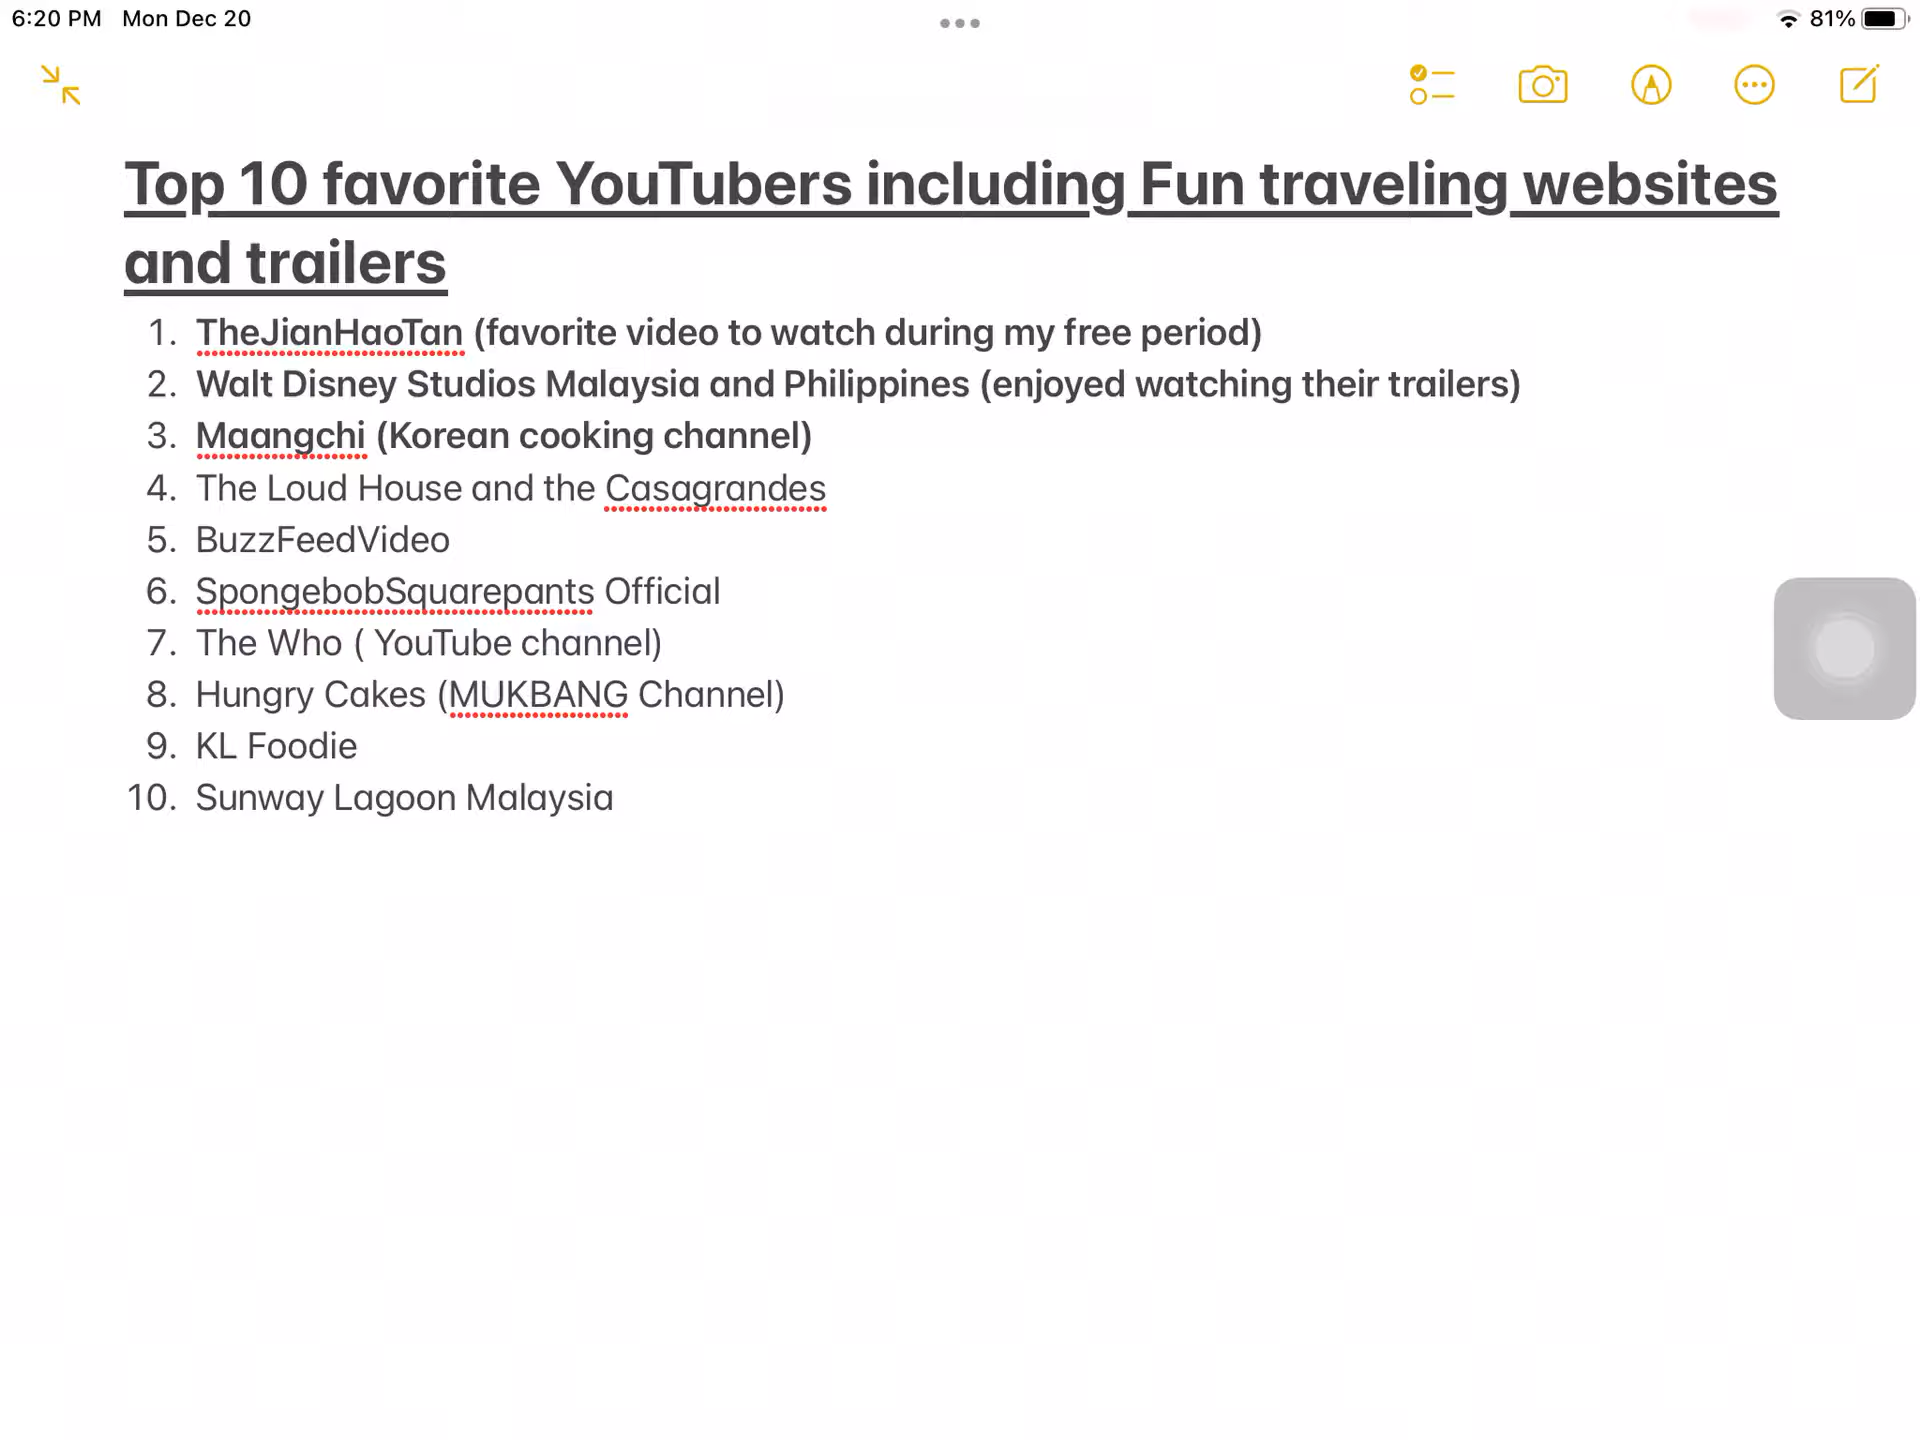 6:20 PM Mon Dec 20
81%
Top 10 favorite YouTubers including Fun traveling websites
and trailers
1. TheJianHaoTan (favorite video to watch during my free period)
2. Walt Disney Studios Malaysia and Philippines (enjoyed watching their trailers)
3. Maangchi (Korean cooking channel)
4. The Loud House and the Casagrandes
5. BuzzFeedVideo
6. SpongebobSquarepants Official
7. The Who ( YouTube channel)
8. Hungry Cakes (MUKBANG Channel)
9. KL Foodie
10. Sunway Lagoon Malaysia